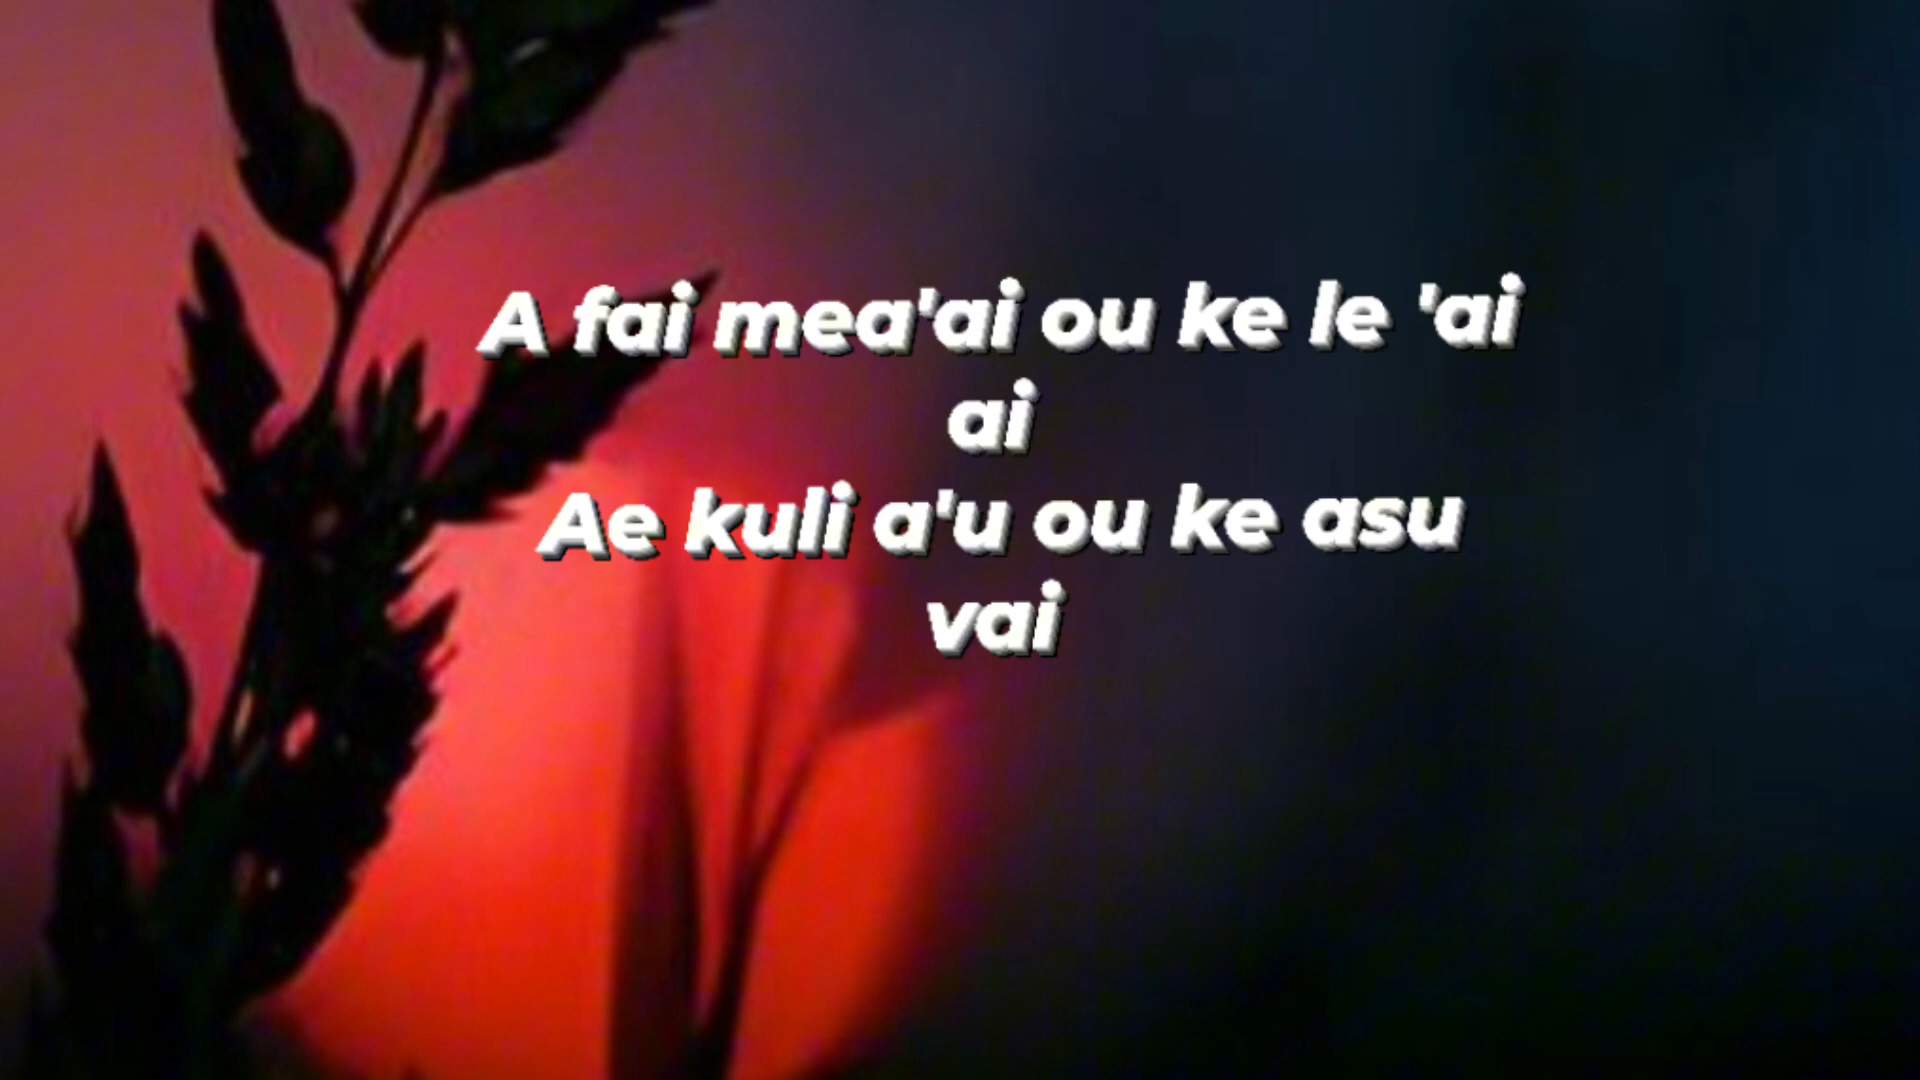 A fai mea'ai ou ke le 'ai
ai
Ae kuli a'u ou ke asu
vai